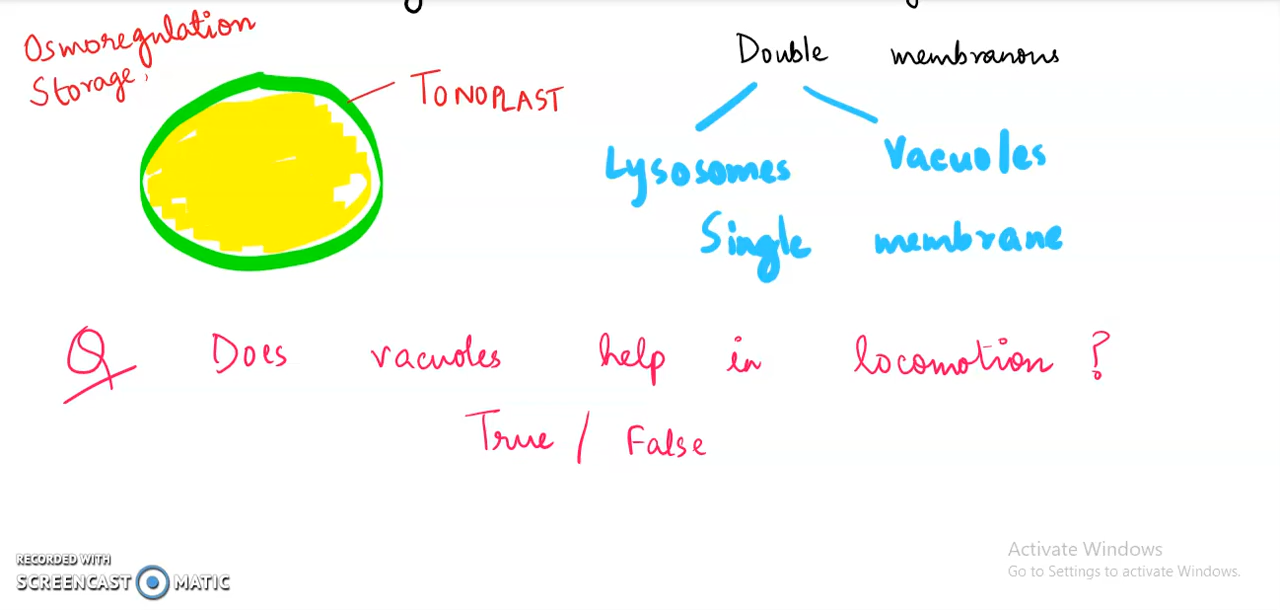 Osmoregulation
Storage,
TONOPLAST
Double membranous
Lysosomes Vacuoles
Single membrane
Q Does vacuoles help in locomotion ?
True / False
RECORDED WITH
SCREENCAST MATIC
Activate Windows
Go to Settings to activate Windows.